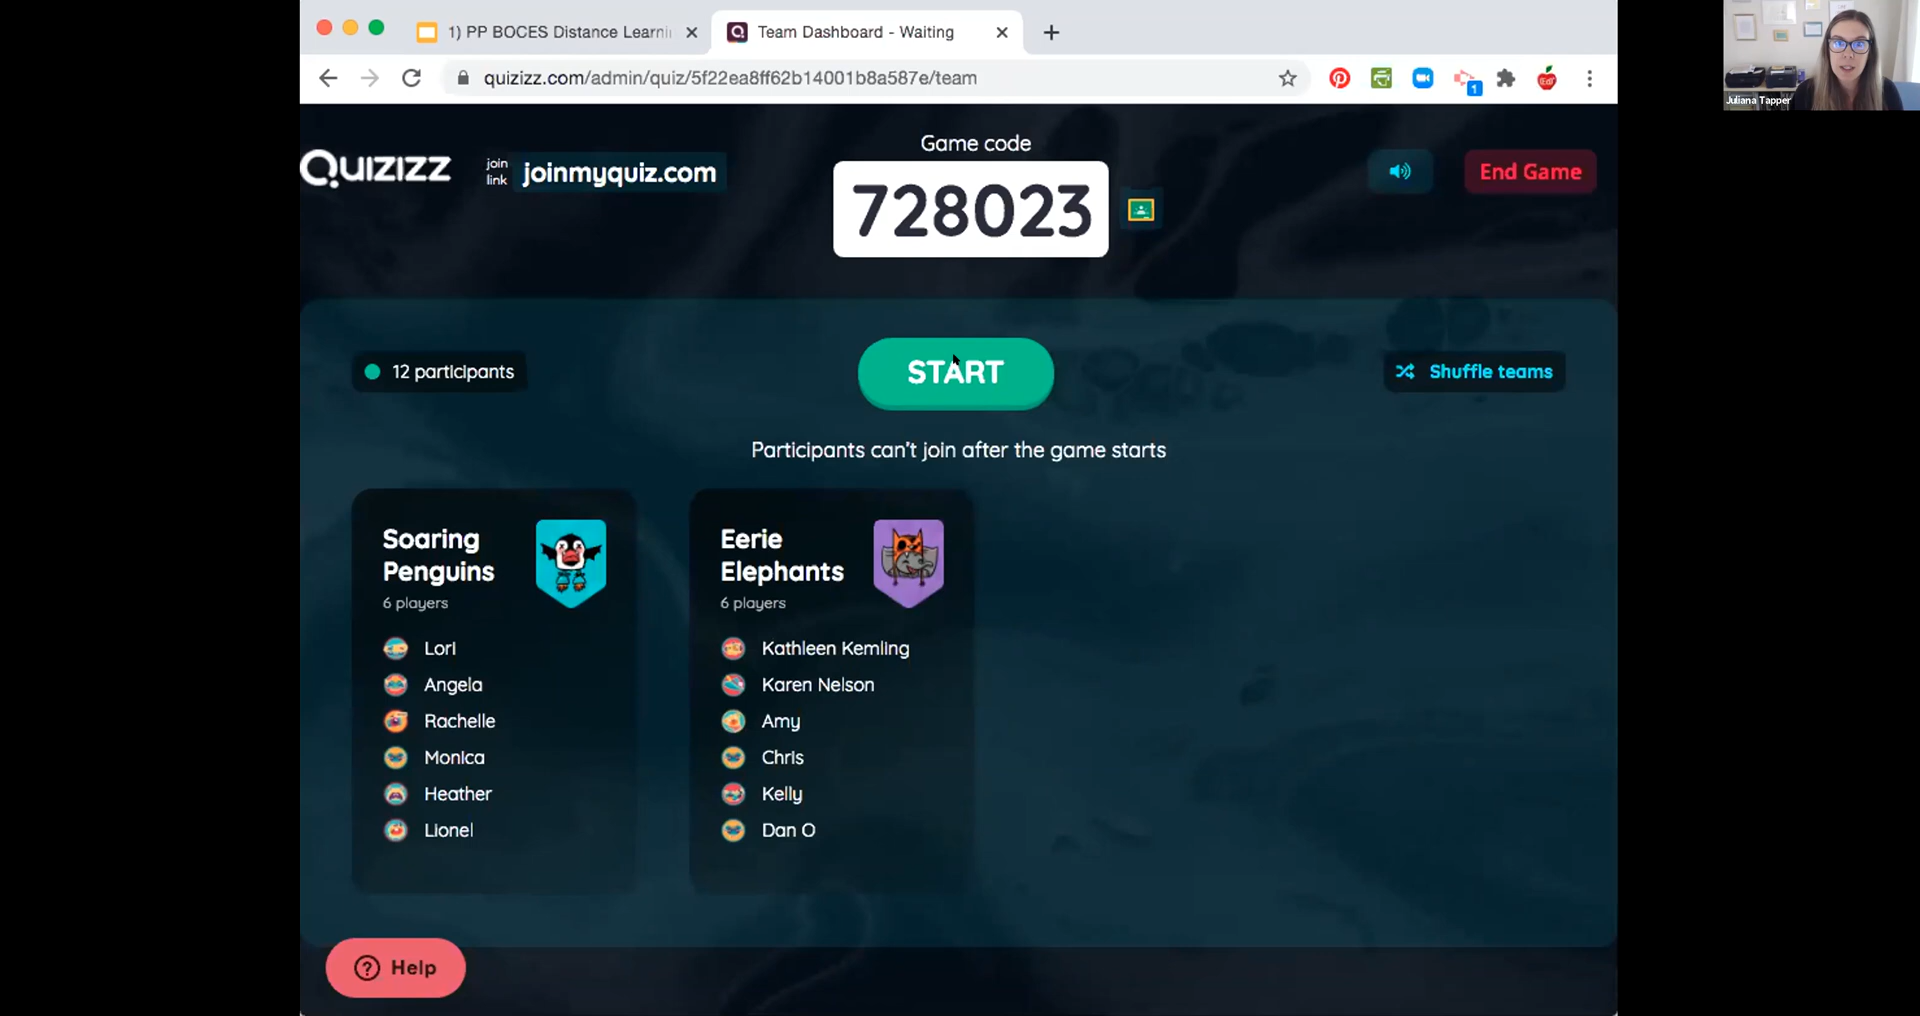 1) PP BOCES Distance Learni
Team Dashboard - Waiting
quizizz.com/admin/quiz/5f22ea8ff62b14001b8a587e/team
1
Juliana Tapper
Quizizz
join
link
joinmyquiz.com
Game code
728023
End Game
12 participants
START
Shuffle teams
Participants can't join after the game starts
Soaring
Penguins
6 players
Lori
Angela
Rachelle
Monica
Heather
Lionel
Eerie
Elephants
6 players
Kathleen Kemling
Karen Nelson
Amy
Chris
Kelly
Dan O
Help